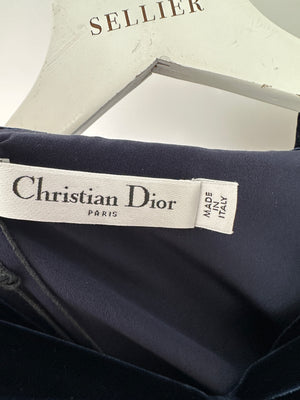 SELLIER
Christian Dior
PARIS
MADE
IN
ITALY